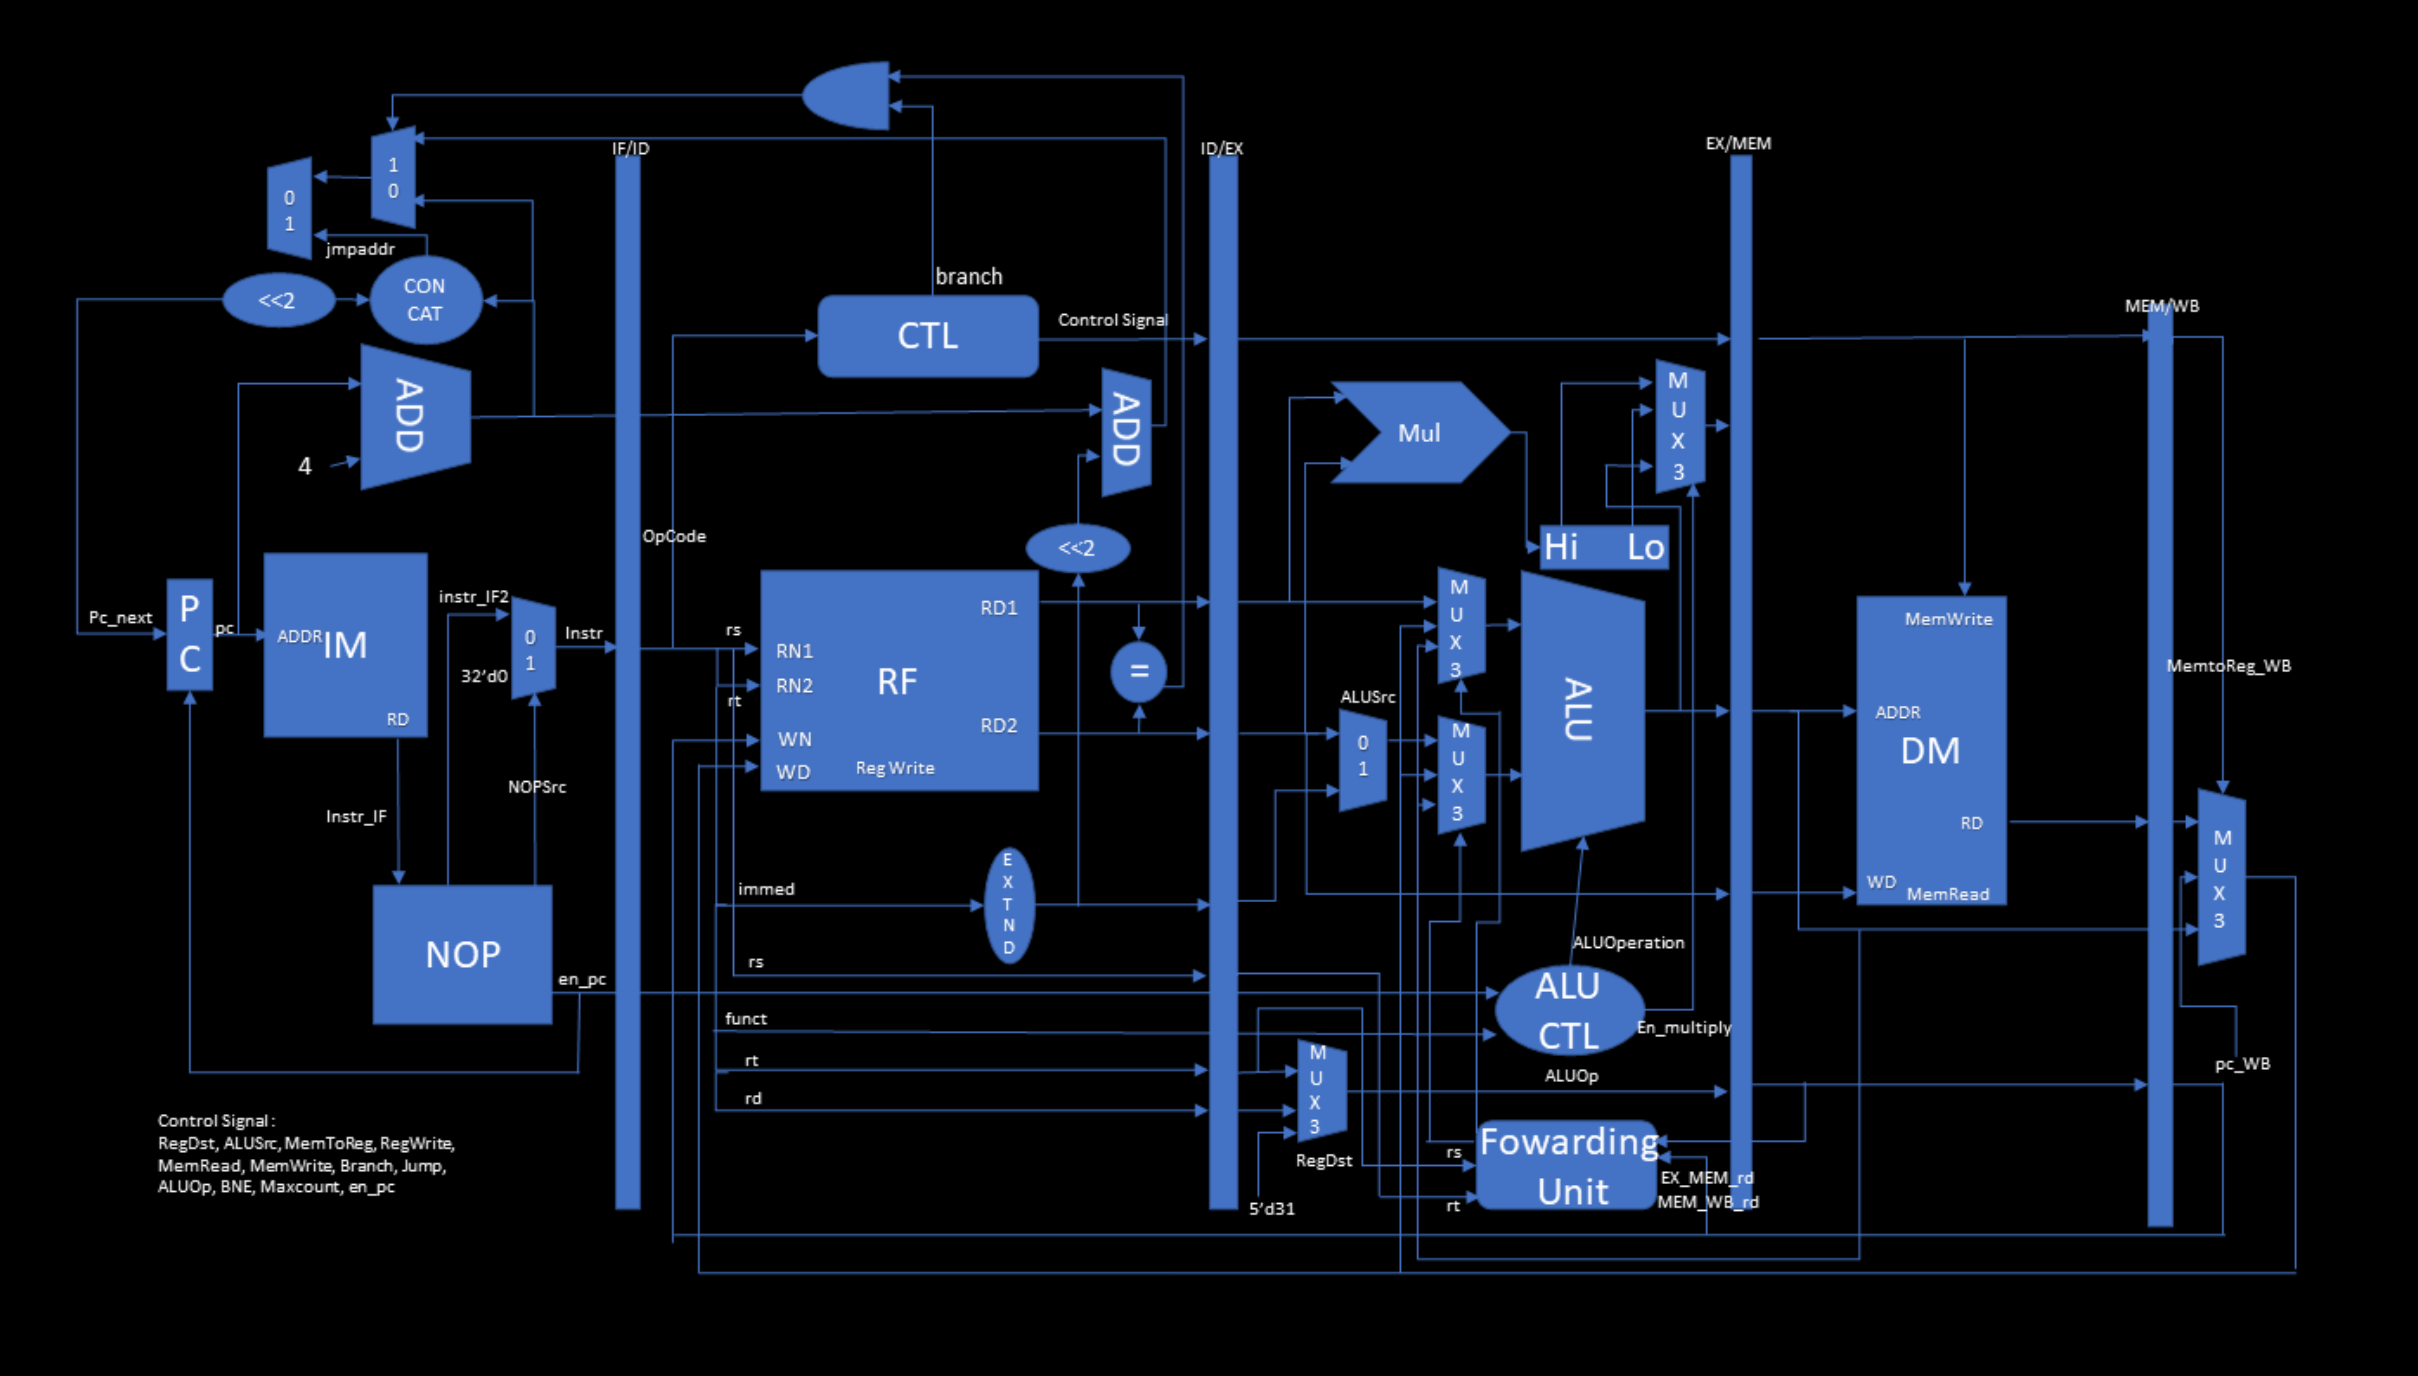 IF/ID
ID/EX
EX/MEM
1
0
0
1
jmpaddr
<<2
CON
CAT
branch
CTL
Control Signal
MEM/WB
ADD
4
ADD
Mul
M
U
X
3
OpCode
<<2
Hi Lo
Pc_next
P
C
pc
ADDR
IM
RD
instr_IF2
0
1
32'd0
Instr
NOPSrc
Instr_IF
NOP
en_pc
rs
rt
RN1
RN2
WN
WD
RF
Reg Write
RD1
RD2
=
immed
E
X
T
N
D
rs
funct
rt
rd
ALUSrc
0
1
M
U
X
3
M
U
X
3
ALU
ALUOperation
ALU
CTL
En_multiply
ALUOp
M
U
X
3
RegDst
5'd31
rs
rt
Fowarding
Unit
EX_MEM_rd
MEM_WB_rd
MemWrite
ADDR
DM
RD
WD
MemRead
MemtoReg_WB
M
U
X
3
pc_WB
Control Signal :
RegDst, ALUSrc, MemToReg, RegWrite,
MemRead, MemWrite, Branch, Jump,
ALUOp, BNE, Maxcount, en_pc